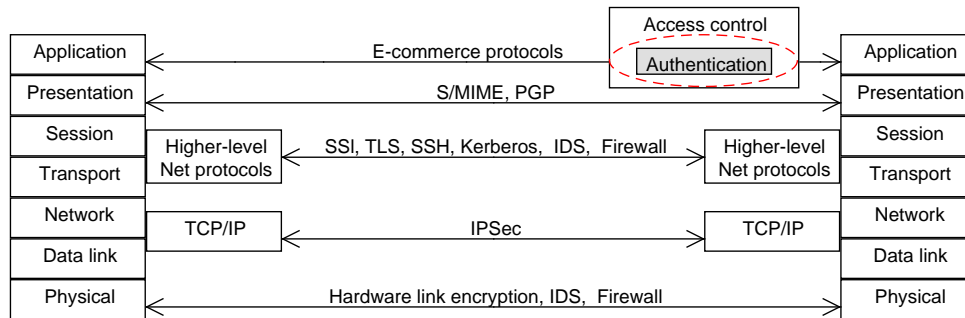 Access control
Application
E-commerce protocols
Authentication
Application
Presentation
S/MIME, PGP
Presentation
Session
Higher-level
Net protocols
SSI, TLS, SSH, Kerberos, IDS, Firewall
Higher-level
Net protocols
Session
Transport
Transport
Network
TCP/IP
IPSec
TCP/IP
Network
Data link
Data link
Physical
Hardware link encryption, IDS, Firewall
Physical